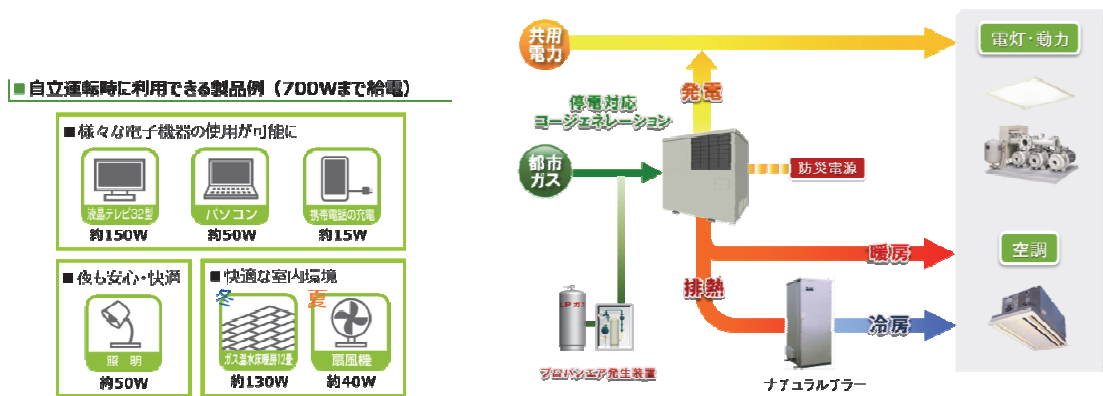 ■自立運転時に利用できる製品例（700Wまで給電）
■様々な電子機器の使用が可能に
液晶テレビ32型
パソコン
携帯電話の充電
約150W
約50W
約15W
■夜も安心・快適
照 明
約50W
■快適な室内環境
冬
夏
ガス温水床暖房12畳
扇風機
約130W
約40W
共用
電力
電灯・動力
発電
停電対応
コージェネレーション
都市
ガス
防災電源
空調
暖房
排熱
冷房
LPガス
プロパンエア発生装置
ナチュラルチラー